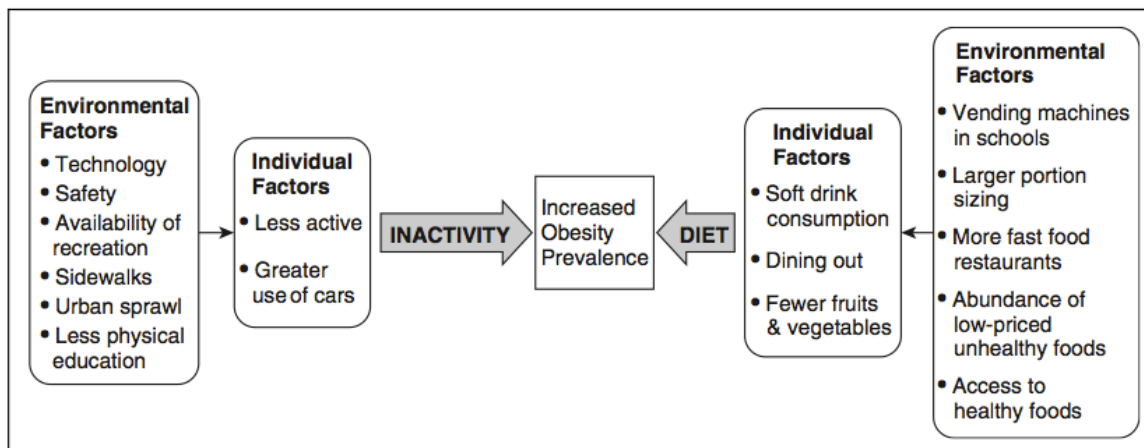 Environmental
Factors
• Technology
• Safety
• Availability of
recreation
• Sidewalks
• Urban sprawl
• Less physical
education
Individual
Factors
• Less active
• Greater
use of cars
INACTIVITY
Increased
Obesity
Prevalence
DIET
Individual
Factors
• Soft drink
consumption
• Dining out
• Fewer fruits
& vegetables
Environmental
Factors
• Vending machines
in schools
• Larger portion
sizing
• More fast food
restaurants
• Abundance of
low-priced
unhealthy foods
• Access to
healthy foods